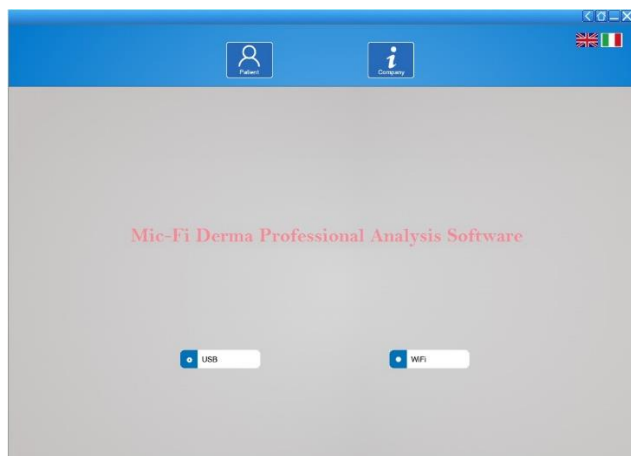 Patient
Company
Mic-Fi Derma Professional Analysis Software
USB
WiFi